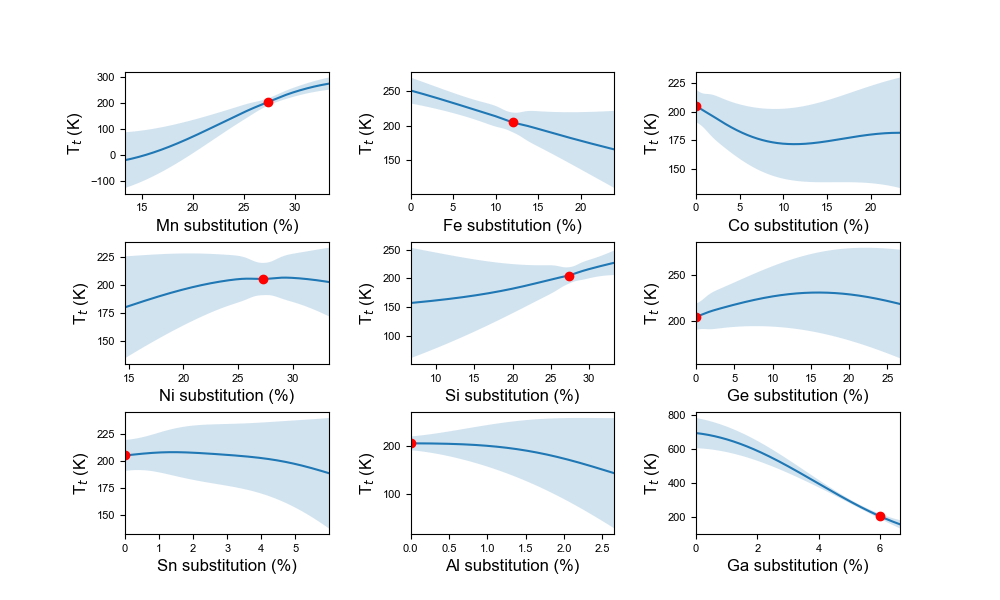 300
200
100
0
−100
T_t (K)
15 20 25 30
Mn substitution (%)
250
200
150
T_t (K)
0 5 10 15 20
Fe substitution (%)
225
200
175
150
T_t (K)
0 5 10 15 20
Co substitution (%)
225
200
175
150
T_t (K)
15 20 25 30
Ni substitution (%)
250
200
150
100
T_t (K)
10 15 20 25 30
Si substitution (%)
250
200
T_t (K)
0 5 10 15 20 25
Ge substitution (%)
225
200
175
150
T_t (K)
0 1 2 3 4 5
Sn substitution (%)
200
100
T_t (K)
0.0 0.5 1.0 1.5 2.0 2.5
Al substitution (%)
800
600
400
200
T_t (K)
0 2 4 6
Ga substitution (%)